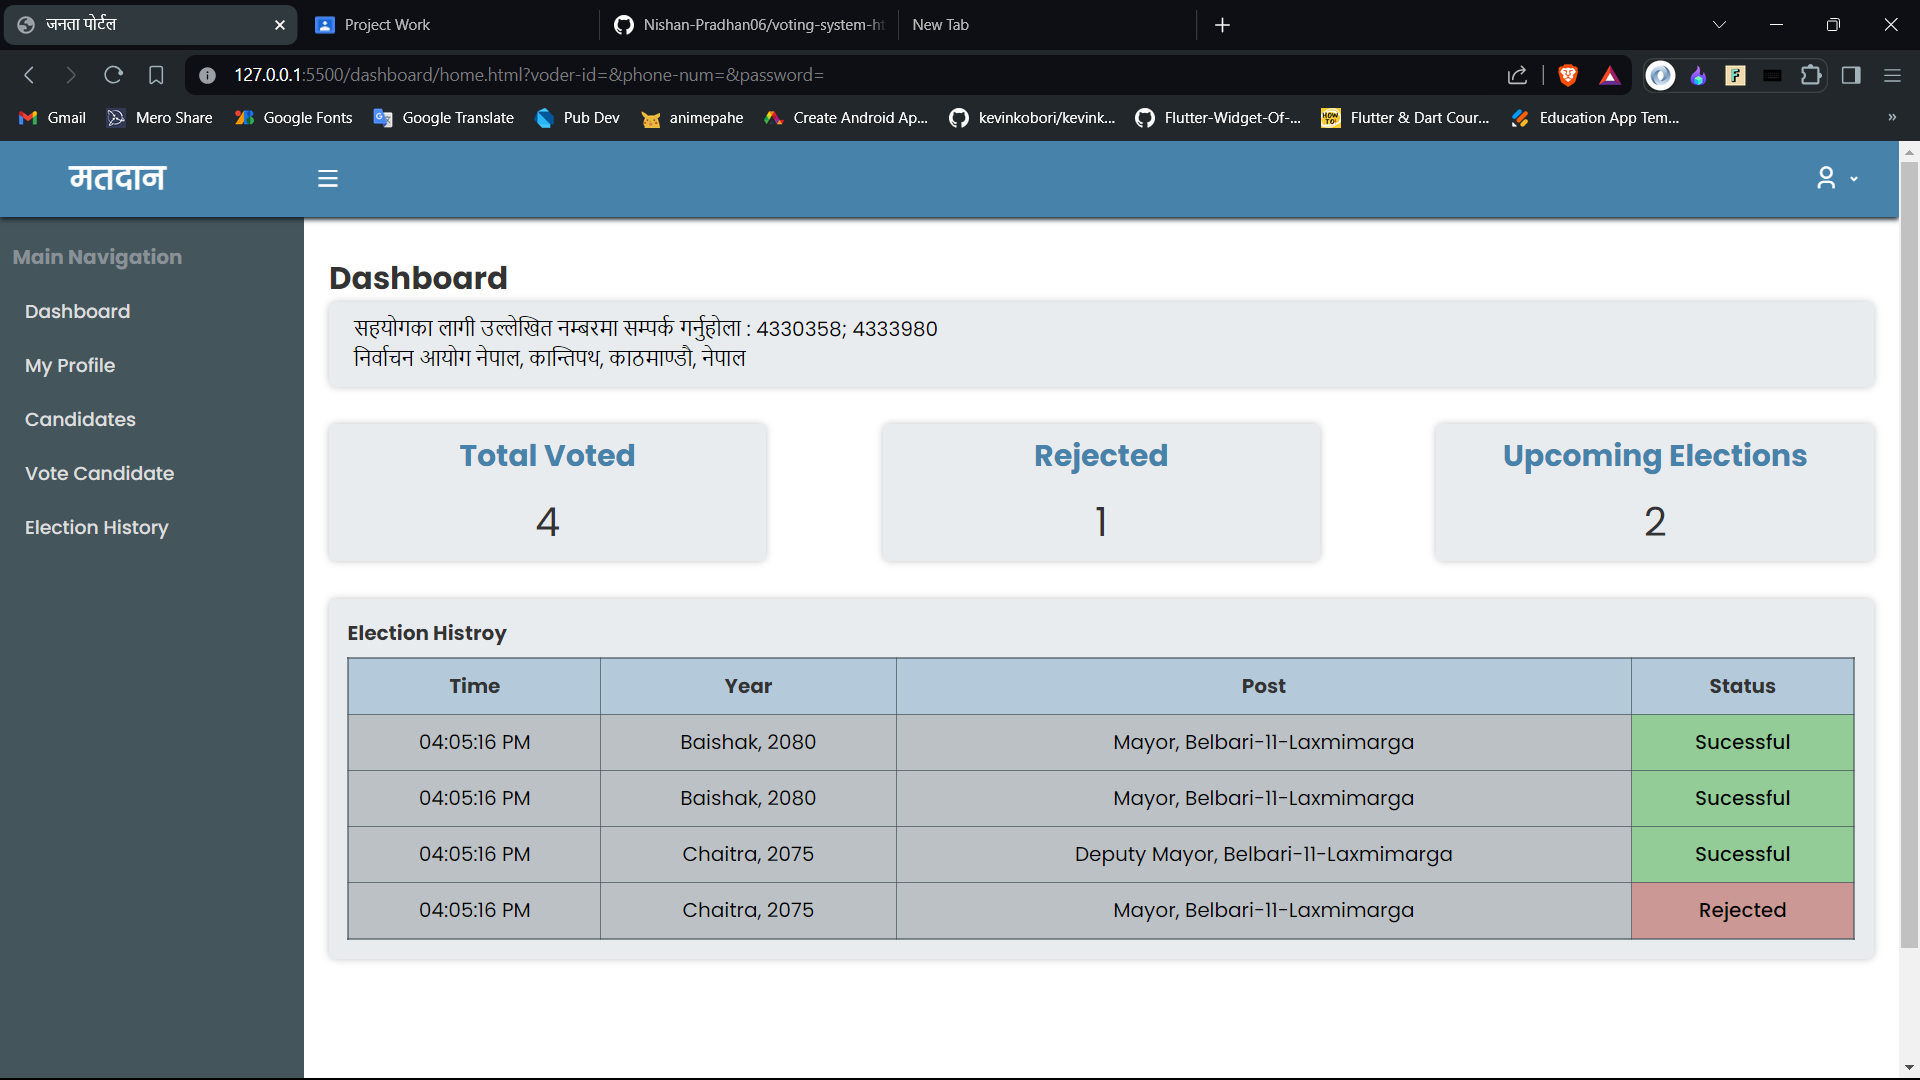 जनता पोर्टल
Project Work
Nishan-Pradhan06/voting-system-ht
New Tab
127.0.0.1:5500/dashboard/home.html?voder-id=&phone-num=&password=
Gmail
Mero Share
Google Fonts
Google Translate
Pub Dev
animepahe
Create Android Ap...
kevinkobori/kevink...
Flutter-Widget-Of-...
Flutter & Dart Cour...
Education App Tem...
मतदान
Main Navigation
Dashboard
My Profile
Candidates
Vote Candidate
Election History
Dashboard
सहयोगका लागी उल्लेखित नम्बरमा सम्पर्क गर्नुहोला : 4330358; 4333980
निर्वाचन आयोग नेपाल, कान्तिपथ, काठमाण्डौ, नेपाल
Total Voted
4
Rejected
1
Upcoming Elections
2
Election Histroy
Time Year Post Status
04:05:16 PM Baishak, 2080 Mayor, Belbari-11-Laxmimarga Sucessful
04:05:16 PM Baishak, 2080 Mayor, Belbari-11-Laxmimarga Sucessful
04:05:16 PM Chaitra, 2075 Deputy Mayor, Belbari-11-Laxmimarga Sucessful
04:05:16 PM Chaitra, 2075 Mayor, Belbari-11-Laxmimarga Rejected